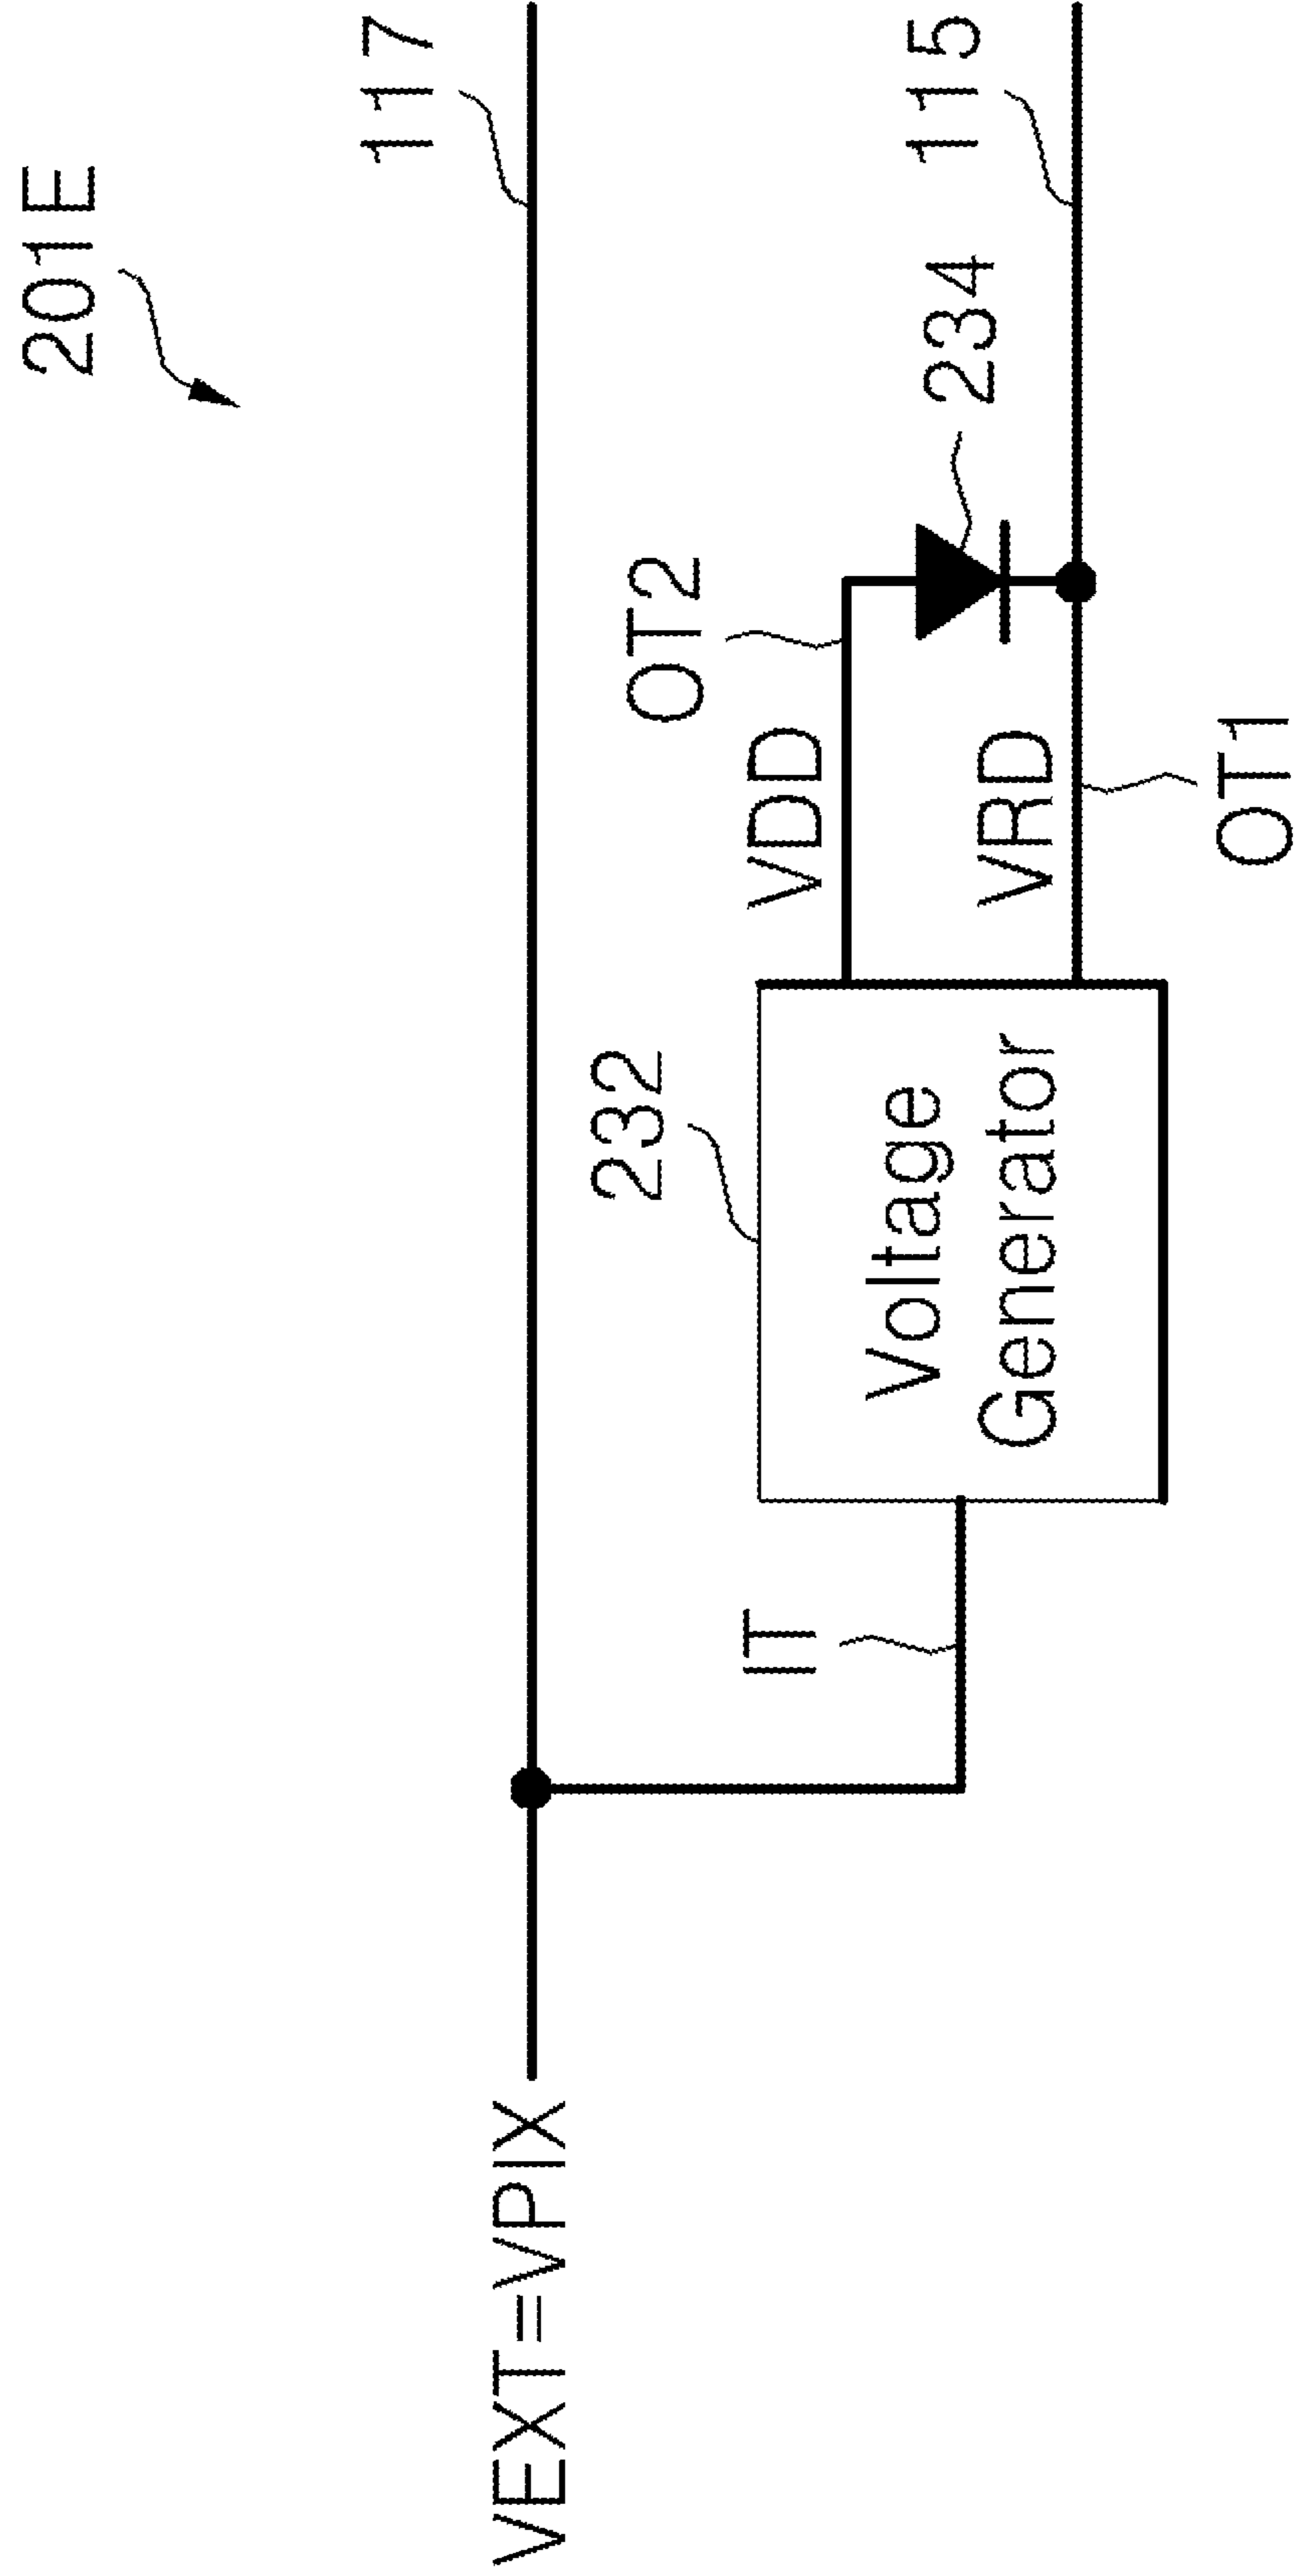 201E
117
VEXT=VPIX
OT2
232
IT
VDD
Voltage
Generator
VRD
234
115
OT1